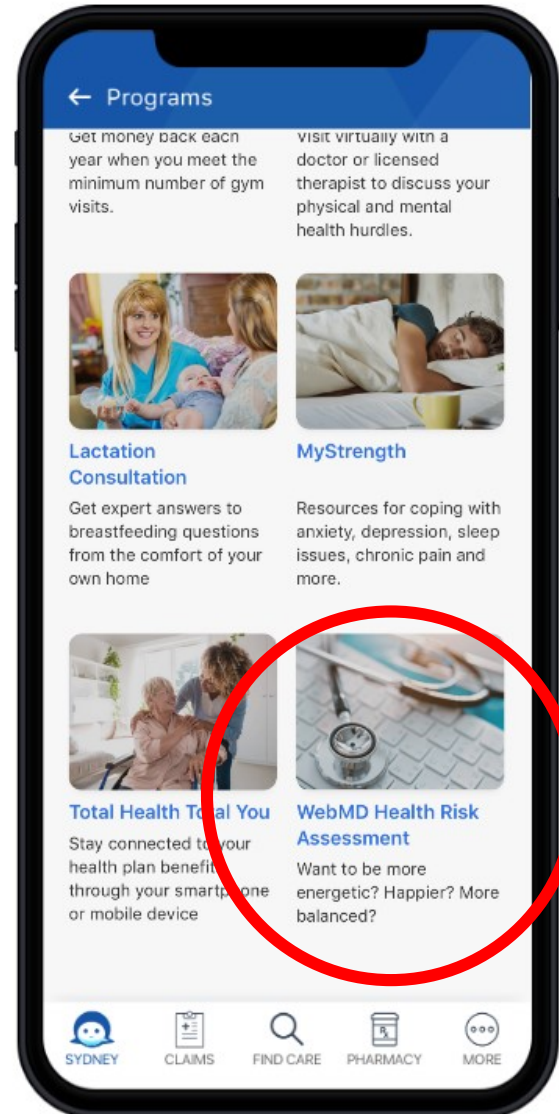 ← Programs
Get money back each
year when you meet the
minimum number of gym
visits.
Visit virtually with a
doctor or licensed
therapist to discuss your
physical and mental
health hurdles.
Lactation
Consultation
Get expert answers to
breastfeeding questions
from the comfort of your
own home
MyStrength
Resources for coping with
anxiety, depression, sleep
issues, chronic pain and
more.
Total Health Total You
Stay connected to your
health plan benefit
through your smartphone
or mobile device
WebMD Health Risk
Assessment
Want to be more
energetic? Happier? More
balanced?
SYDNEY
CLAIMS
FIND CARE
PHARMACY
MORE